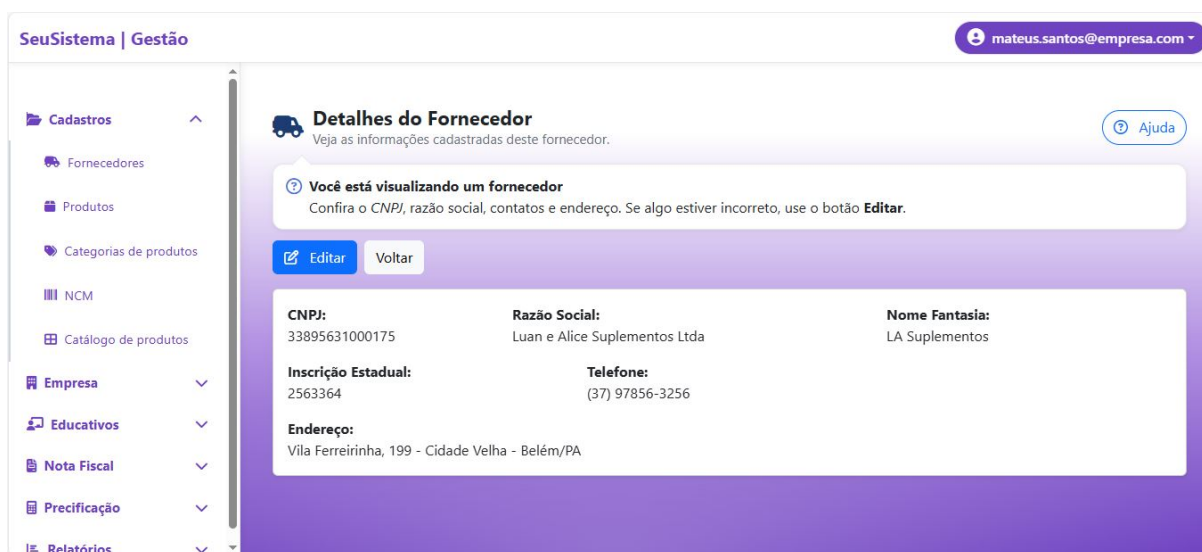 SeuSistema | Gestão
mateus.santos@empresa.com
Cadastros
Fornecedores
Produtos
Categorias de produtos
NCM
Catálogo de produtos
Empresa
Educativos
Nota Fiscal
Precificação
Relatórios
Detalhes do Fornecedor
Veja as informações cadastradas deste fornecedor.
Ajuda
Você está visualizando um fornecedor
Confira o CNPJ, razão social, contatos e endereço. Se algo estiver incorreto, use o botão Editar.
Editar Voltar
CNPJ: Razão Social: Nome Fantasia:
33895631000175 Luan e Alice Suplementos Ltda LA Suplementos
Inscrição Estadual: Telefone:
2563364 (37) 97856-3256
Endereço:
Vila Ferreirinha, 199 - Cidade Velha - Belém/PA